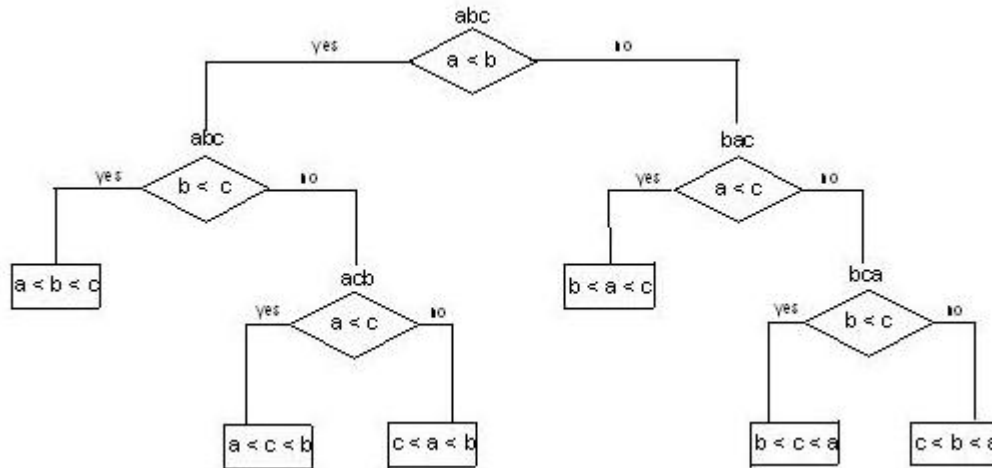 abc
yes
a < b
no
abc
bac
yes
b < c
no
yes
a < c
no
a < b < c
acb
b < a < c
bca
yes
a < c
no
yes
b < c
no
a < c < b
c < a < b
b < c < a
c < b < a